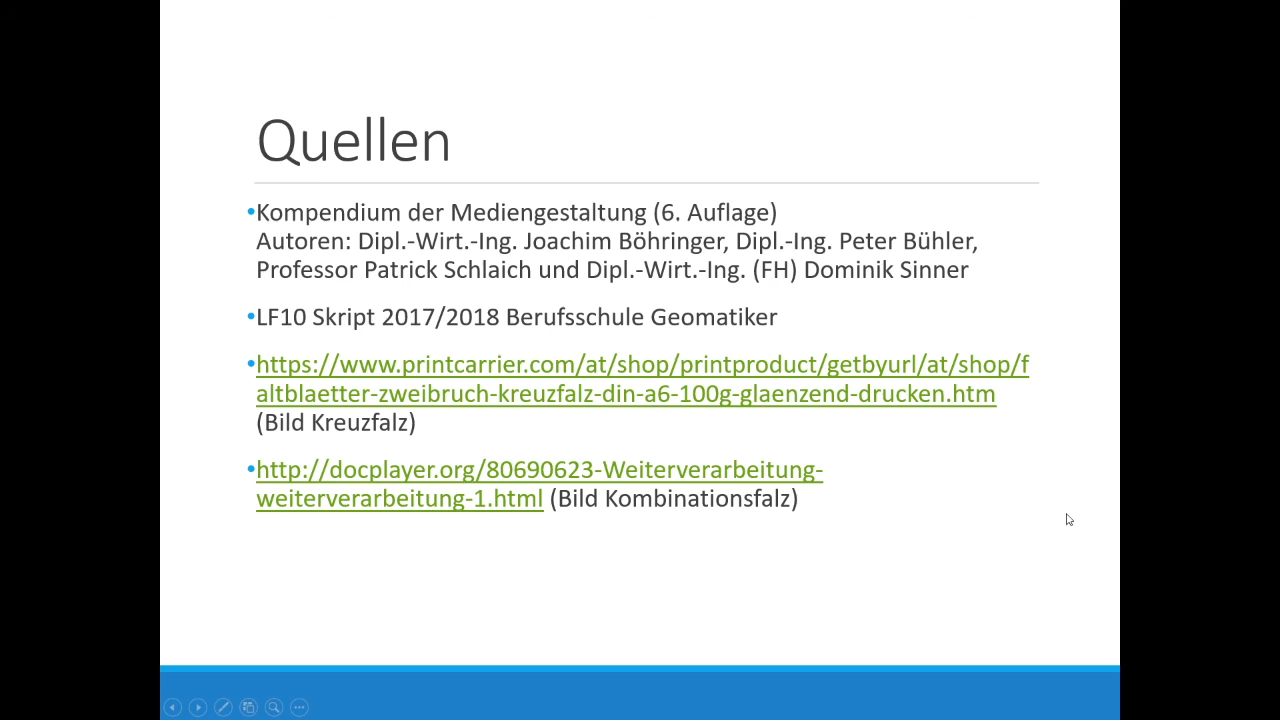 Quellen
•Kompendium der Mediengestaltung (6. Auflage)
Autoren: Dipl.-Wirt.-Ing. Joachim Böhringer, Dipl.-Ing. Peter Bühler,
Professor Patrick Schlaich und Dipl.-Wirt.-Ing. (FH) Dominik Sinner
•LF10 Skript 2017/2018 Berufsschule Geomatiker
•https://www.printcarrier.com/at/shop/printproduct/getbyurl/at/shop/f
altblaetter-zweibruch-kreuzfalz-din-a6-100g-glaenzend-drucken.htm
(Bild Kreuzfalz)
•http://docplayer.org/80690623-Weiterverarbeitung-
weiterverarbeitung-1.html (Bild Kombinationsfalz)